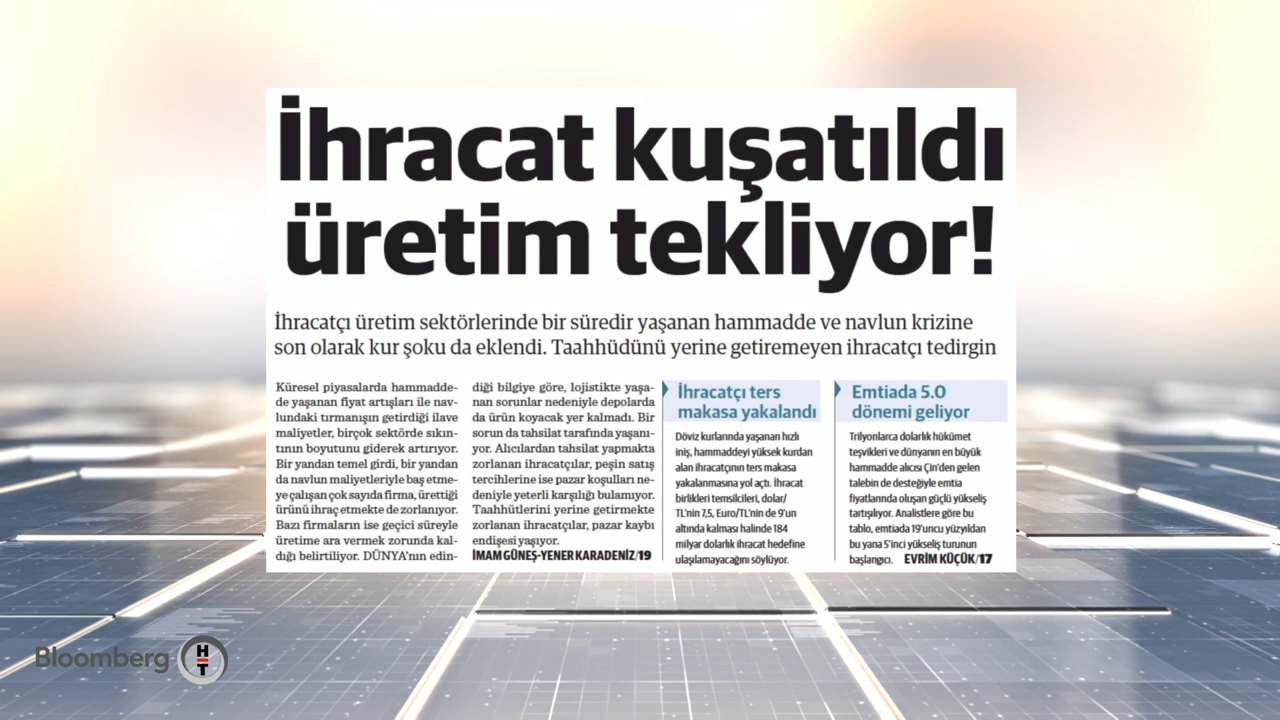 İhracat kuşatıldı
üretim tekliyor!
İhracatçı üretim sektörlerinde bir süredir yaşanan hammadde ve navlun krizine
son olarak kur şoku da eklendi. Taahhüdünü yerine getiremeyen ihracatçı tedirgin
Küresel piyasalarda hammadde-
de yaşanan fiyat artışları ile nav-
lundaki tırmanışın getirdiği ilave
maliyetler, birçok sektörde sıkın-
tının boyutunu giderek artırıyor.
Bir yandan temel girdi, bir yandan
da navlun maliyetleriyle baş etme-
ye çalışan çok sayıda firma, ürettiği
ürünü ihraç etmekte de zorlanıyor.
Bazı firmaların ise geçici süreyle
üretime ara vermek zorunda kal-
dığı belirtiliyor. DÜNYA'nın edin-
diği bilgiye göre, lojistikte yaşa-
nan sorunlar nedeniyle depolarda
da ürün koyacak yer kalmadı. Bir
sorun da tahsilat tarafında yaşanı-
yor. Alıcılardan tahsilat yapmakta
zorlanan ihracatçılar, peşin satış
tercihlerine ise pazar koşulları ne-
deniyle yeterli karşılığı bulamıyor.
Taahhütlerini yerine getirmekte
zorlanan ihracatçılar, pazar kaybı
endişesi yaşıyor.
İMAM GÜNEŞ-YENER KARADENİZ/19
İhracatçı ters
makasa yakalandı
Döviz kurlarında yaşanan hızlı
iniş, hammaddeyi yüksek kurdan
alan ihracatçının ters makasa
yakalanmasına yol açtı. İhracat
birlikleri temsilcileri, dolar/
TL'nin 7,5, Euro/TL'nin de 9'un
altında kalması halinde 184
milyar dolarlık ihracat hedefine
ulaşılamayacağını söylüyor.
Emtiada 5.0
dönemi geliyor
Trilyonlarca dolarlık hükümet
teşvikleri ve dünyanın en büyük
hammadde alıcısı Çin'den gelen
talebin de desteğiyle emtia
fiyatlarında oluşan güçlü yükseliş
tartışılıyor. Analistlere göre bu
tablo, emtiada 19'uncu yüzyıldan
bu yana 5'inci yükseliş turunun
başlangıcı. EVRİM KÜÇÜK/17
Bloomberg HT